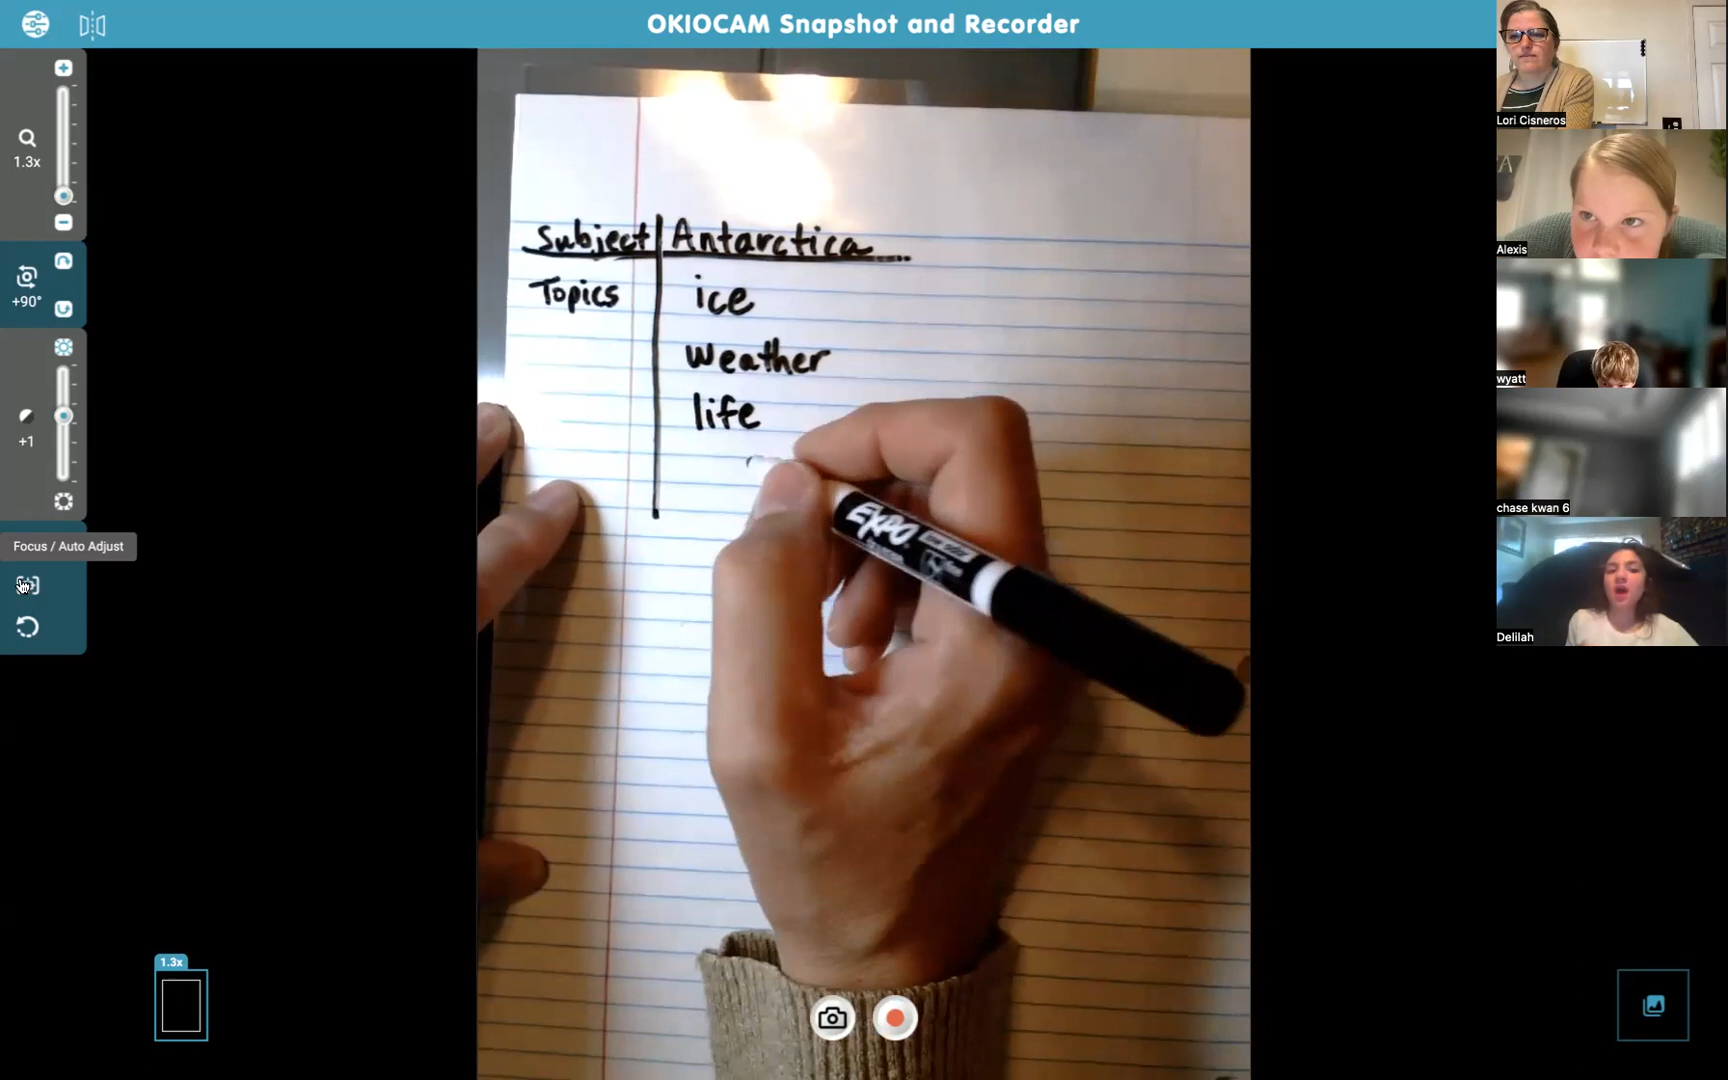 OKIOCAM Snapshot and Recorder
1.3x
+90°
+1
Focus / Auto Adjust
1.3x
Subject Antarctica
Topics ice
weather
life
EXPO
Lori Cisneros
Alexis
wyatt
chase kwan 6
Delilah